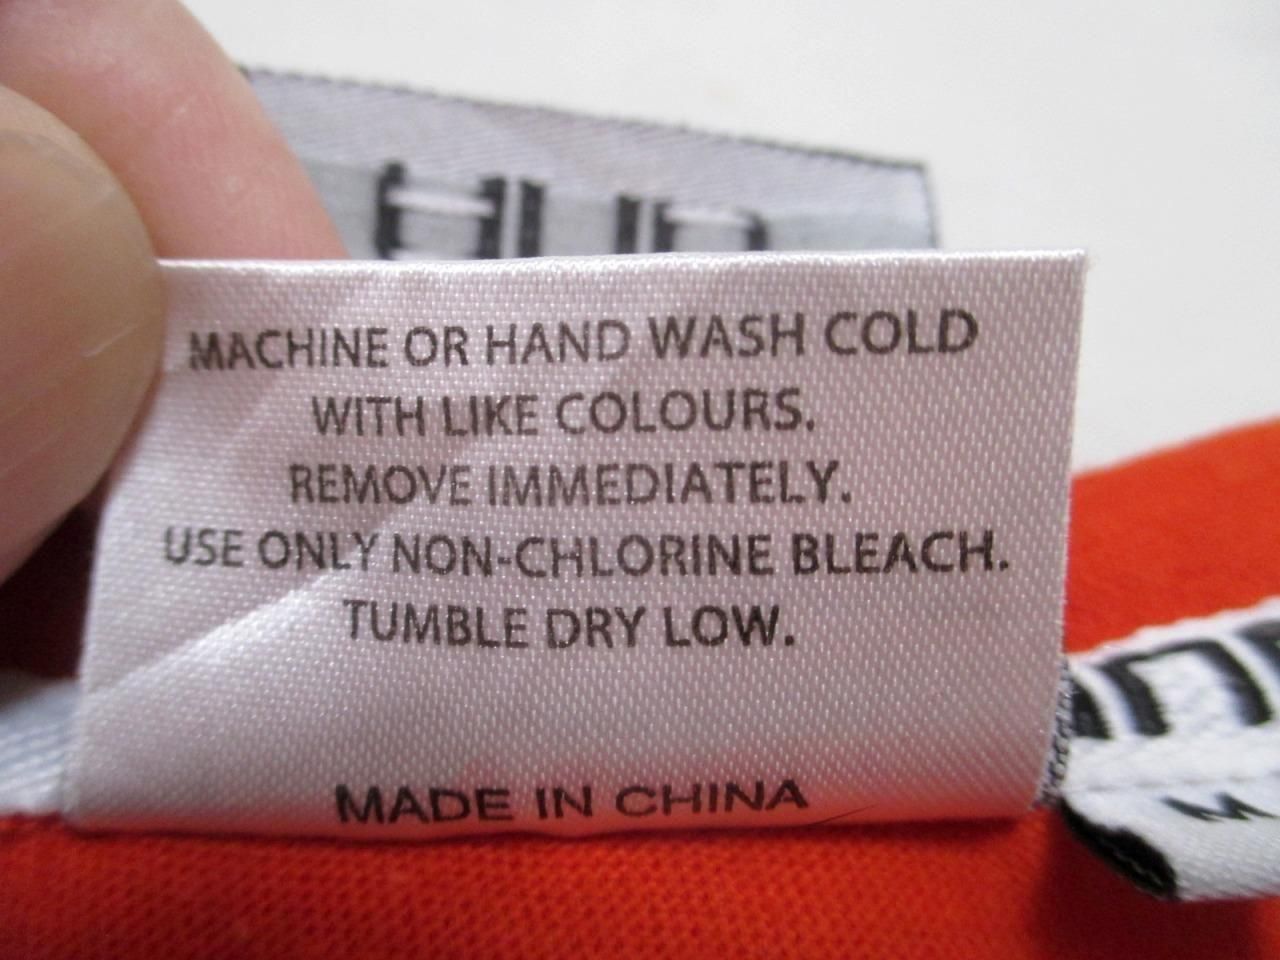 MACHINE OR HAND WASH COLD
WITH LIKE COLOURS.
REMOVE IMMEDIATELY.
USE ONLY NON-CHLORINE BLEACH.
TUMBLE DRY LOW.
MADE IN CHINA